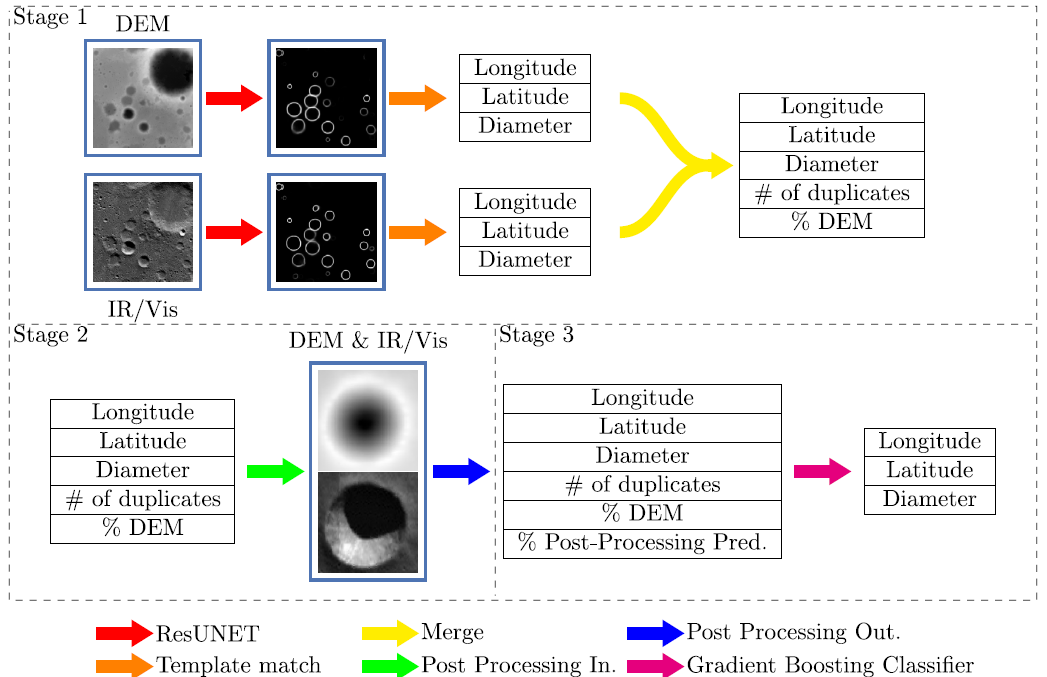 Stage 1
DEM
IR/Vis
Longitude
Latitude
Diameter
Longitude
Latitude
Diameter
Longitude
Latitude
Diameter
# of duplicates
% DEM
Stage 2
Longitude
Latitude
Diameter
# of duplicates
% DEM
DEM & IR/Vis
Stage 3
Longitude
Latitude
Diameter
# of duplicates
% DEM
% Post-Processing Pred.
Longitude
Latitude
Diameter
ResUNET
Merge
Post Processing Out.
Template match
Post Processing In.
Gradient Boosting Classifier